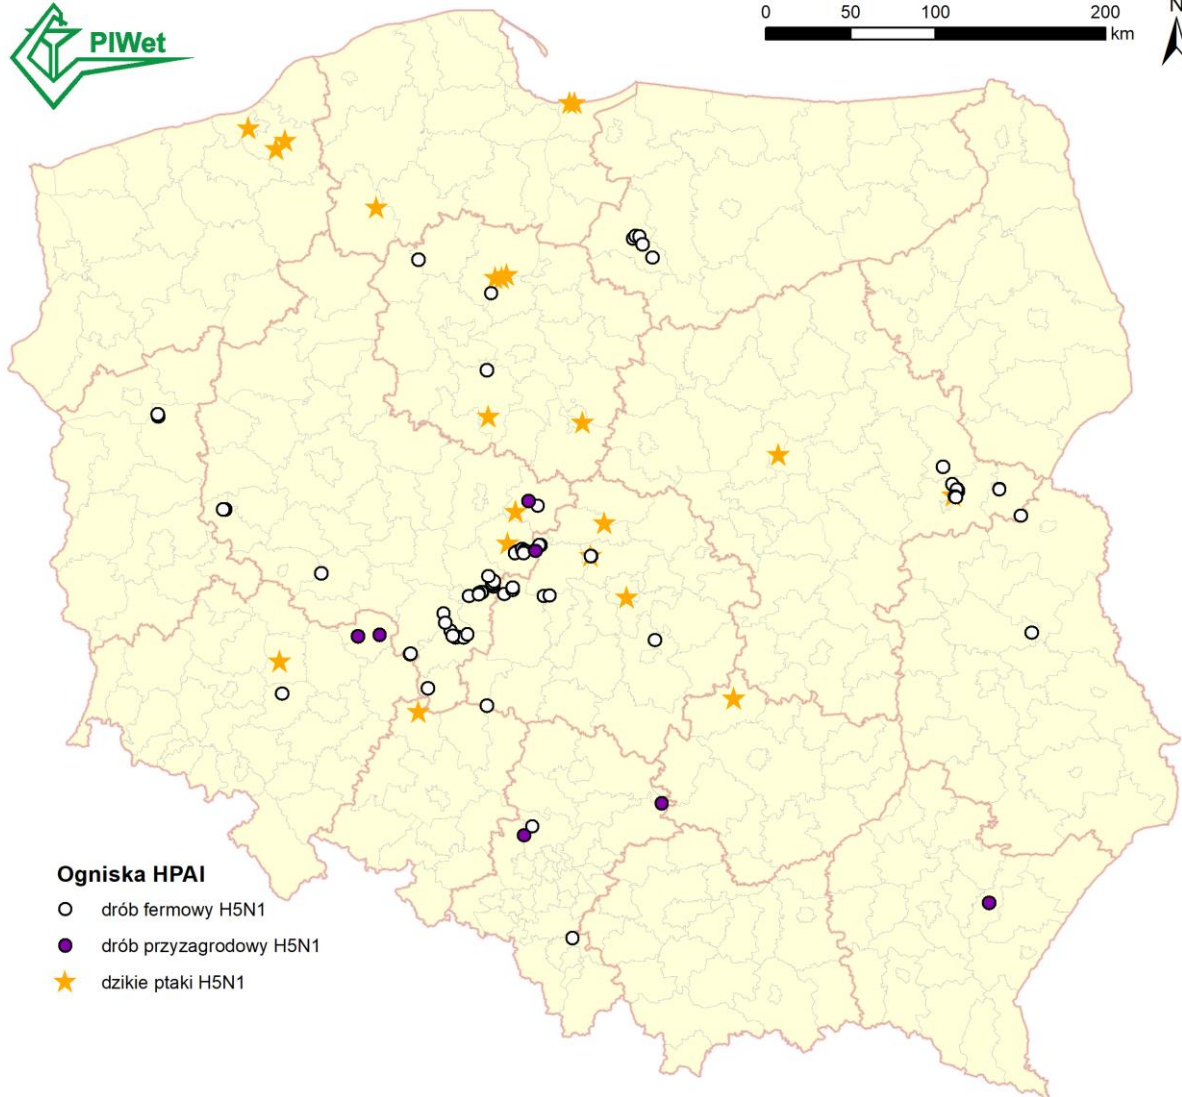 PIWet
0 50 100 200
km
N
Ogniska HPAI
drób fermowy H5N1
drób przyzagrodowy H5N1
dzikie ptaki H5N1